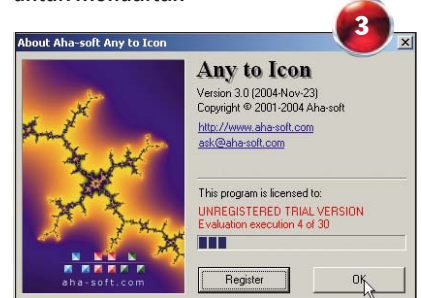 3
About Aha-soft Any to Icon
Any to Icon
Version 3.0 (2004-Nov-23)
Copyright © 2001-2004 Aha-soft
http://www.aha-soft.com
ask@aha-soft.com
This program is licensed to:
UNREGISTERED TRIAL VERSION
Evaluation execution 4 of 30
aha-soft.com
Register
OK